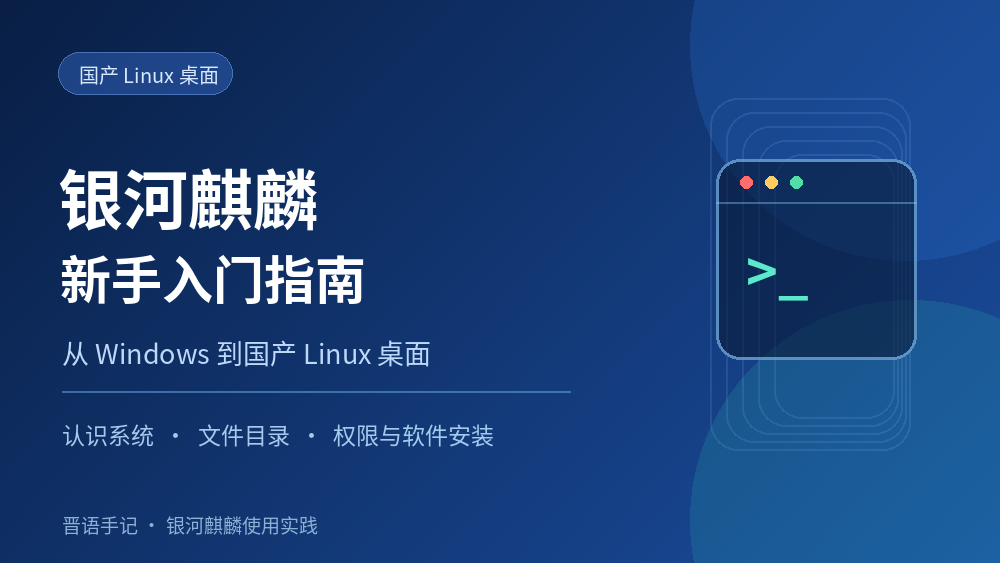 国产 Linux 桌面
银河麒麟
新手入门指南
从 Windows 到国产 Linux 桌面
认识系统 · 文件目录 · 权限与软件安装
>_
晋语手记 · 银河麒麟使用实践